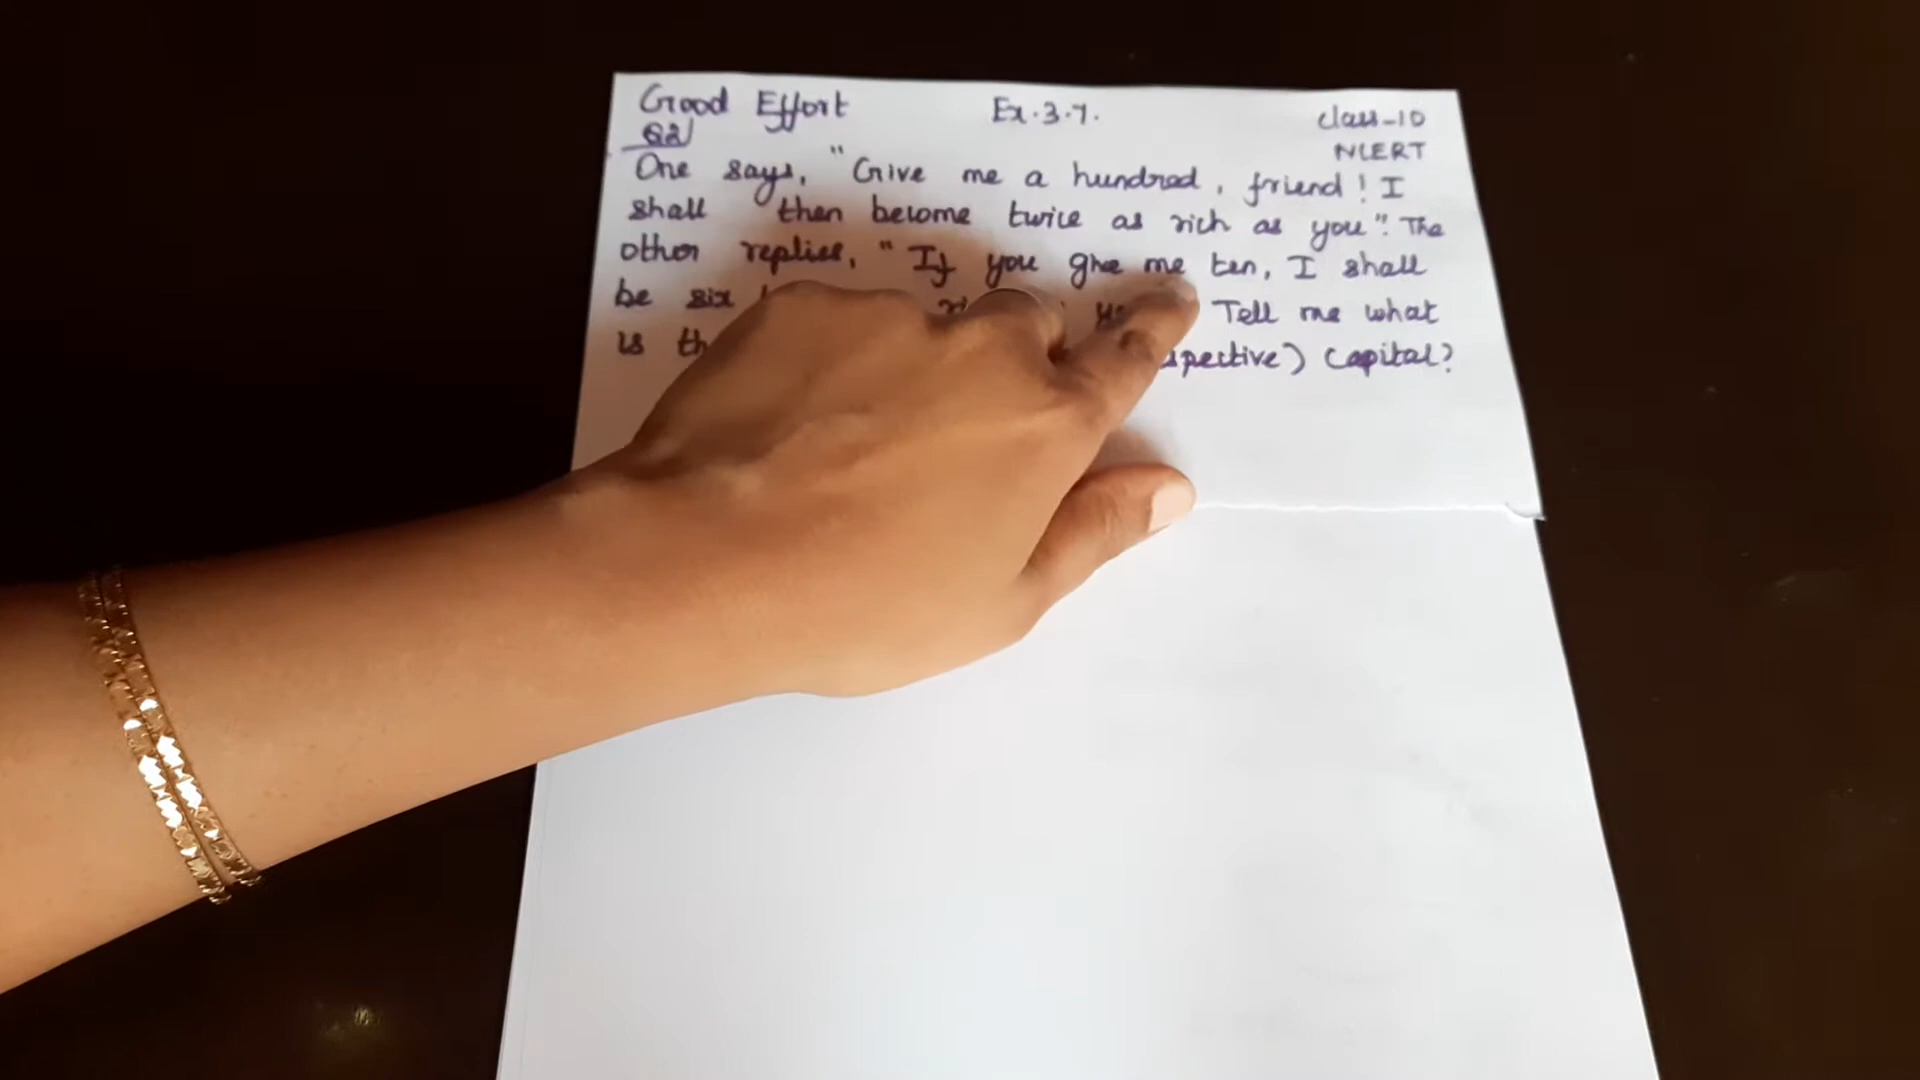 Good Effort Ex.3.7. class-10
Q2 NCERT
One says, "Give me a hundred, friend! I
shall then become twice as rich as you". The
other replies, "If you give me ten, I shall
be six Tell me what
is capital?